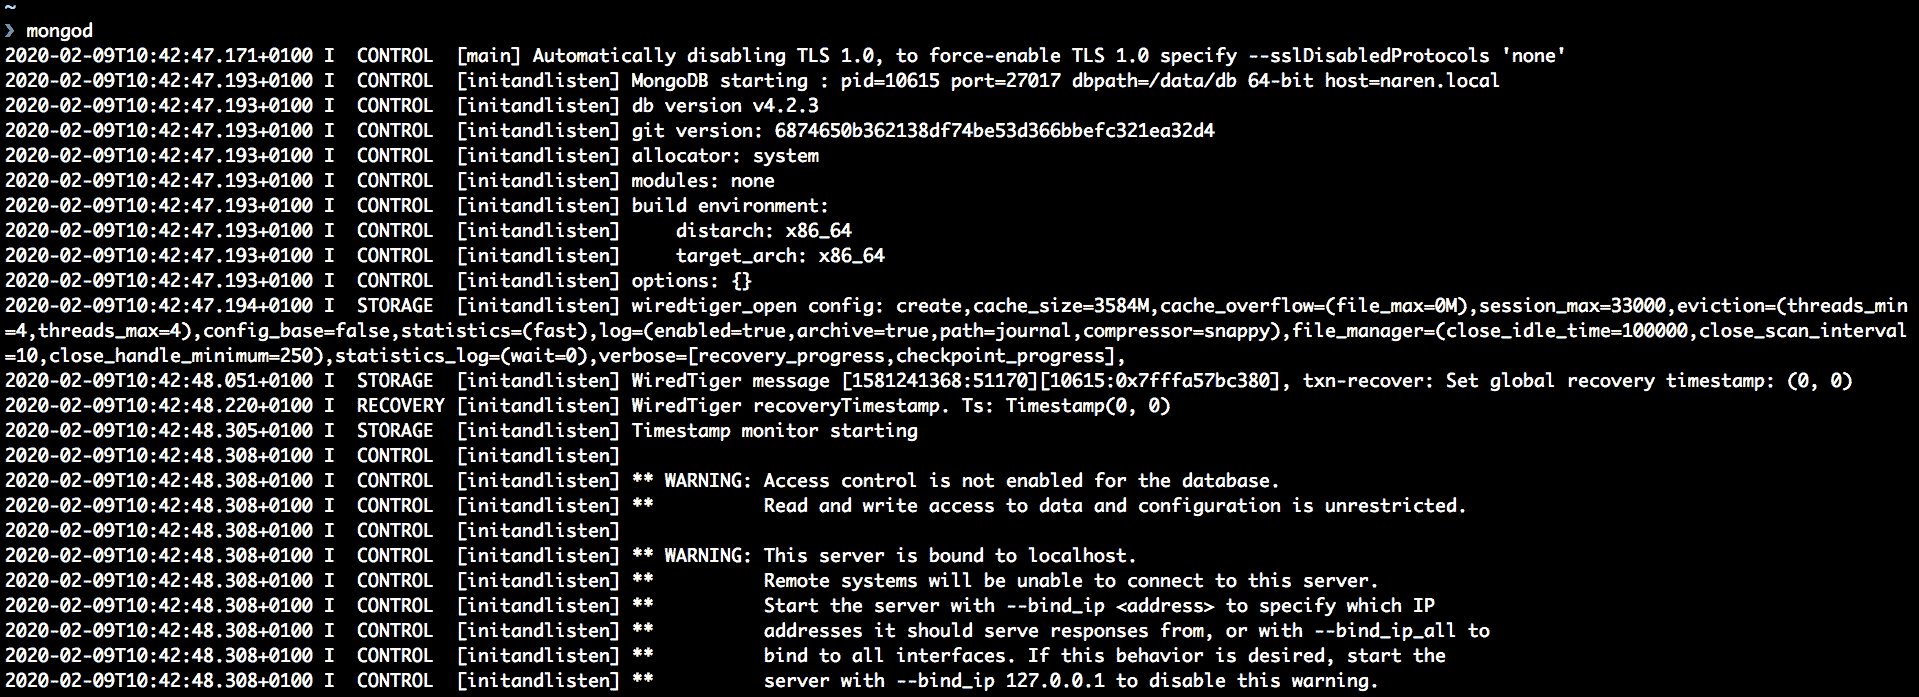 ~
❯ mongod
2020-02-09T10:42:47.171+0100 I  CONTROL  [main] Automatically disabling TLS 1.0, to force-enable TLS 1.0 specify --sslDisabledProtocols 'none'
2020-02-09T10:42:47.193+0100 I  CONTROL  [initandlisten] MongoDB starting : pid=10615 port=27017 dbpath=/data/db 64-bit host=naren.local
2020-02-09T10:42:47.193+0100 I  CONTROL  [initandlisten] db version v4.2.3
2020-02-09T10:42:47.193+0100 I  CONTROL  [initandlisten] git version: 6874650b362138df74be53d366bbefc321ea32d4
2020-02-09T10:42:47.193+0100 I  CONTROL  [initandlisten] allocator: system
2020-02-09T10:42:47.193+0100 I  CONTROL  [initandlisten] modules: none
2020-02-09T10:42:47.193+0100 I  CONTROL  [initandlisten] build environment:
2020-02-09T10:42:47.193+0100 I  CONTROL  [initandlisten]     distarch: x86_64
2020-02-09T10:42:47.193+0100 I  CONTROL  [initandlisten]     target_arch: x86_64
2020-02-09T10:42:47.193+0100 I  CONTROL  [initandlisten] options: {}
2020-02-09T10:42:47.194+0100 I  STORAGE  [initandlisten] wiredtiger_open config: create,cache_size=3584M,cache_overflow=(file_max=0M),session_max=33000,eviction=(threads_min
=4,threads_max=4),config_base=false,statistics=(fast),log=(enabled=true,archive=true,path=journal,compressor=snappy),file_manager=(close_idle_time=100000,close_scan_interval
=10,close_handle_minimum=250),statistics_log=(wait=0),verbose=[recovery_progress,checkpoint_progress],
2020-02-09T10:42:48.051+0100 I  STORAGE  [initandlisten] WiredTiger message [1581241368:51170][10615:0x7fffa57bc380], txn-recover: Set global recovery timestamp: (0, 0)
2020-02-09T10:42:48.220+0100 I  RECOVERY [initandlisten] WiredTiger recoveryTimestamp. Ts: Timestamp(0, 0)
2020-02-09T10:42:48.305+0100 I  STORAGE  [initandlisten] Timestamp monitor starting
2020-02-09T10:42:48.308+0100 I  CONTROL  [initandlisten]
2020-02-09T10:42:48.308+0100 I  CONTROL  [initandlisten] ** WARNING: Access control is not enabled for the database.
2020-02-09T10:42:48.308+0100 I  CONTROL  [initandlisten] **          Read and write access to data and configuration is unrestricted.
2020-02-09T10:42:48.308+0100 I  CONTROL  [initandlisten]
2020-02-09T10:42:48.308+0100 I  CONTROL  [initandlisten] ** WARNING: This server is bound to localhost.
2020-02-09T10:42:48.308+0100 I  CONTROL  [initandlisten] **          Remote systems will be unable to connect to this server.
2020-02-09T10:42:48.308+0100 I  CONTROL  [initandlisten] **          Start the server with --bind_ip <address> to specify which IP
2020-02-09T10:42:48.308+0100 I  CONTROL  [initandlisten] **          addresses it should serve responses from, or with --bind_ip_all to
2020-02-09T10:42:48.308+0100 I  CONTROL  [initandlisten] **          bind to all interfaces. If this behavior is desired, start the
2020-02-09T10:42:48.308+0100 I  CONTROL  [initandlisten] **          server with --bind_ip 127.0.0.1 to disable this warning.